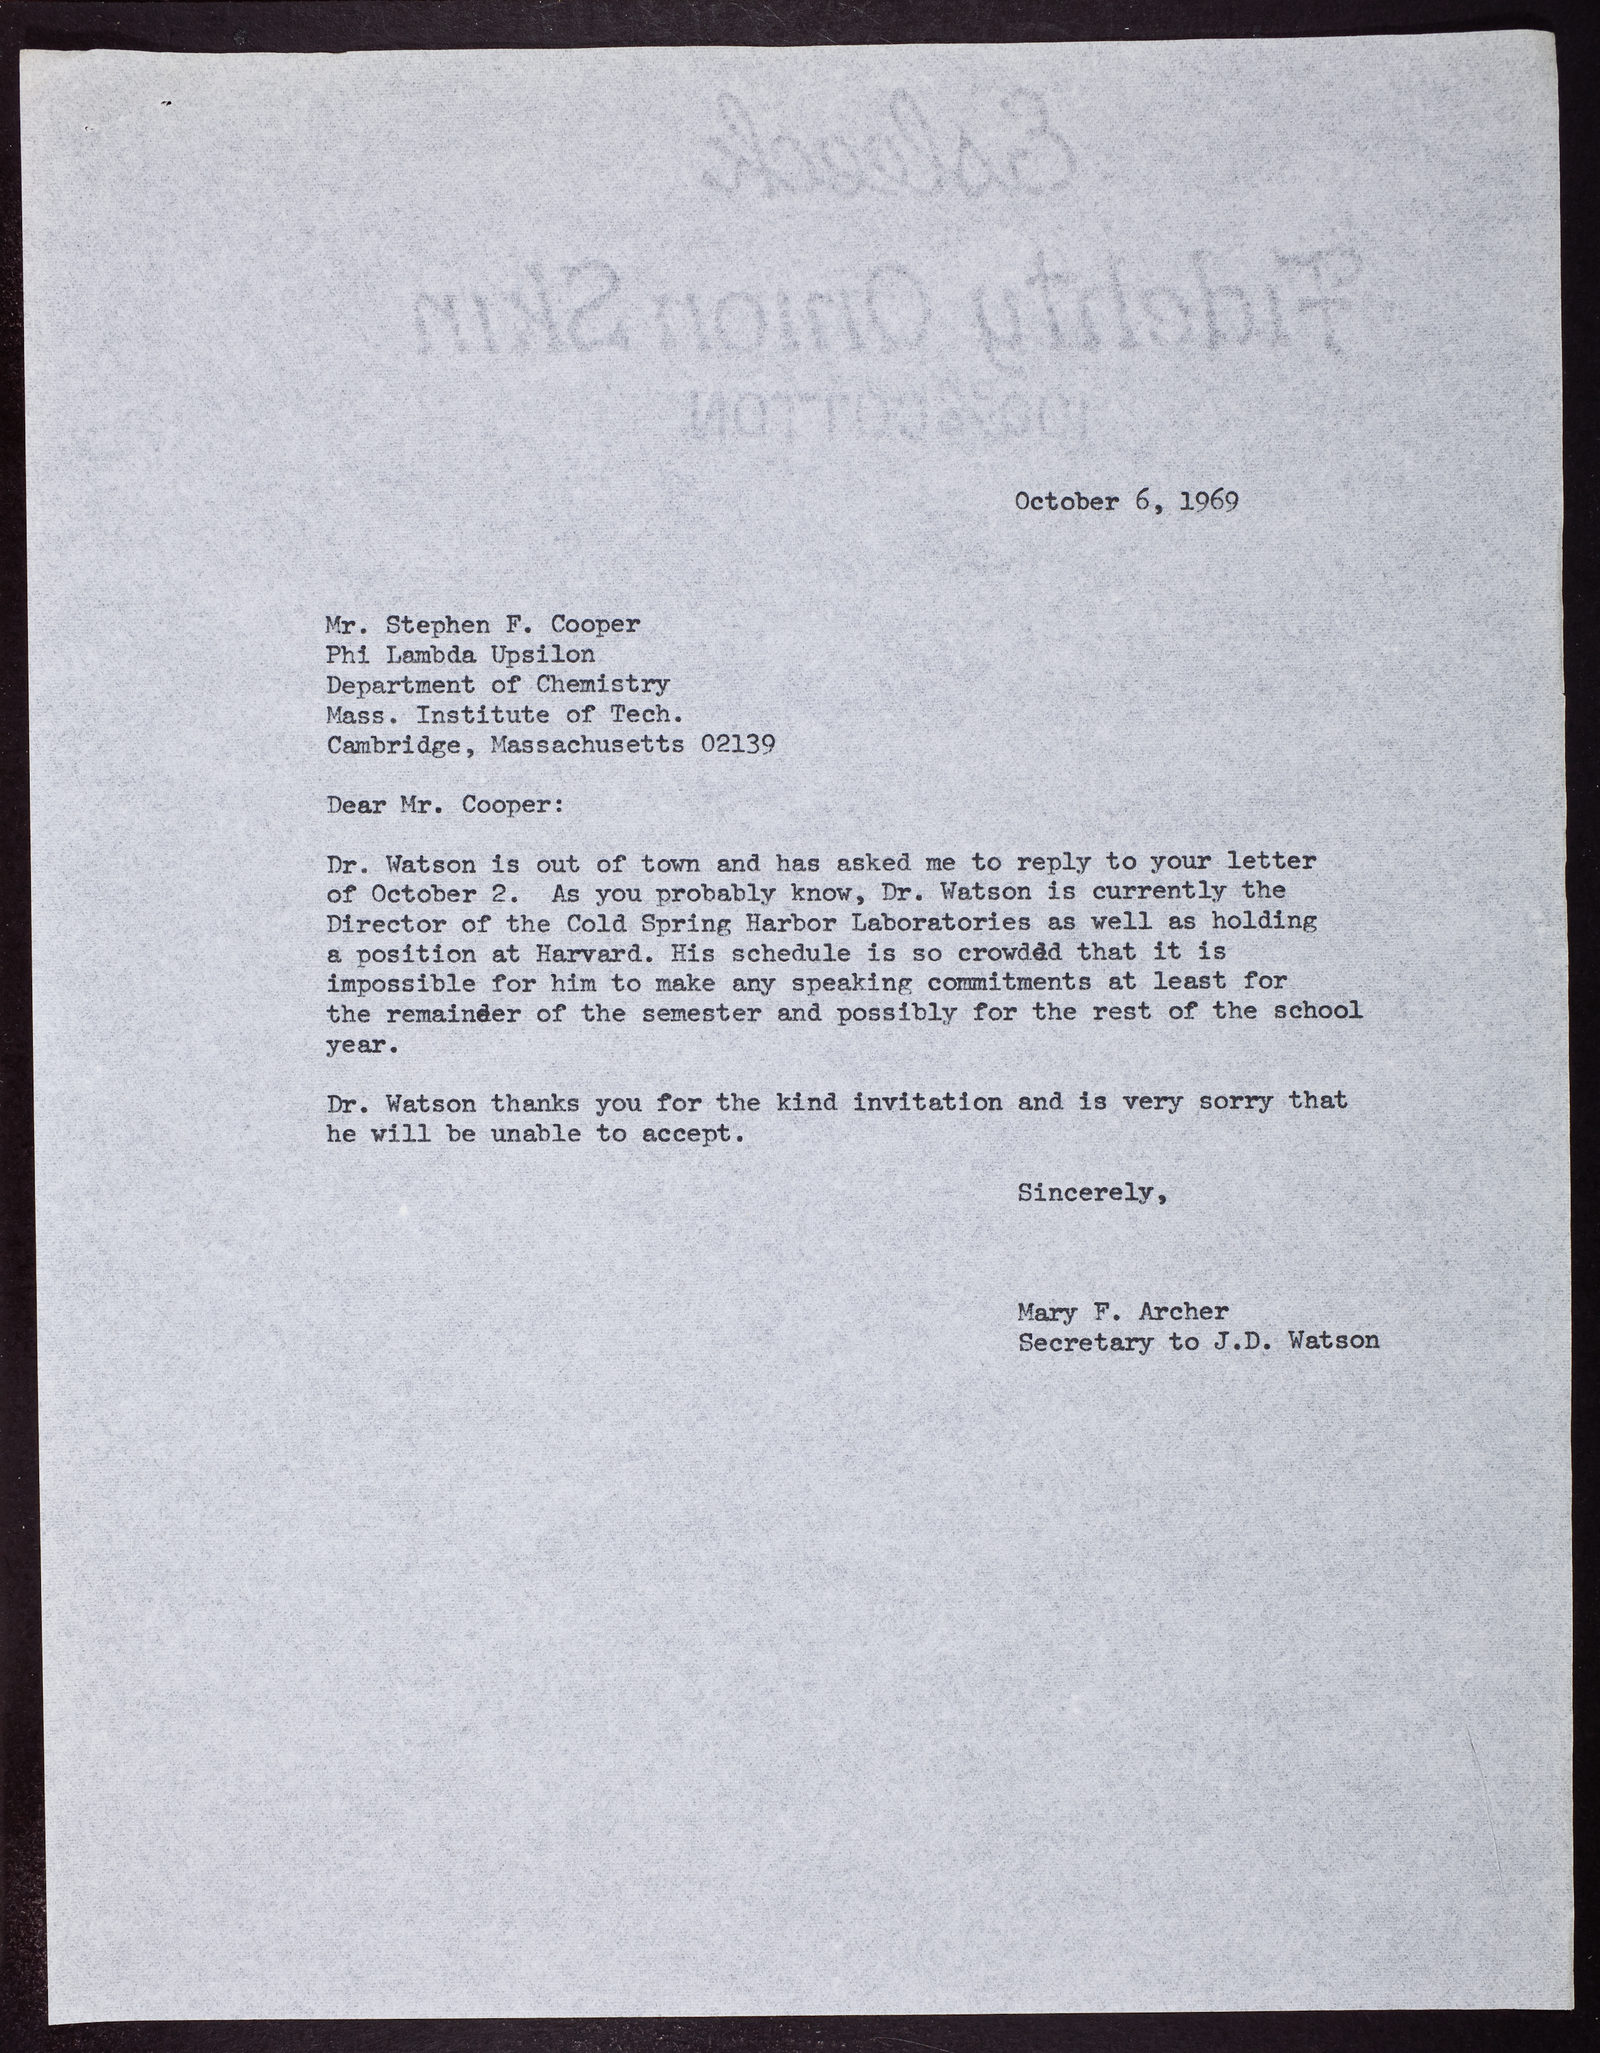 Esleeck
Fidelity Onion Skin
100% COTTON
October 6, 1969
Mr. Stephen F. Cooper
Phi Lambda Upsilon
Department of Chemistry
Mass. Institute of Tech.
Cambridge, Massachusetts 02139
Dear Mr. Cooper:
Dr. Watson is out of town and has asked me to reply to your letter
of October 2.  As you probably know, Dr. Watson is currently the
Director of the Cold Spring Harbor Laboratories as well as holding
a position at Harvard. His schedule is so crowded that it is
impossible for him to make any speaking commitments at least for
the remainder of the semester and possibly for the rest of the school
year.
Dr. Watson thanks you for the kind invitation and is very sorry that
he will be unable to accept.
Sincerely,
Mary F. Archer
Secretary to J.D. Watson